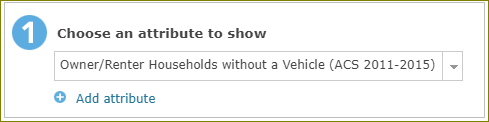 1 Choose an attribute to show
Owner/Renter Households without a Vehicle (ACS 2011-2015)
Add attribute